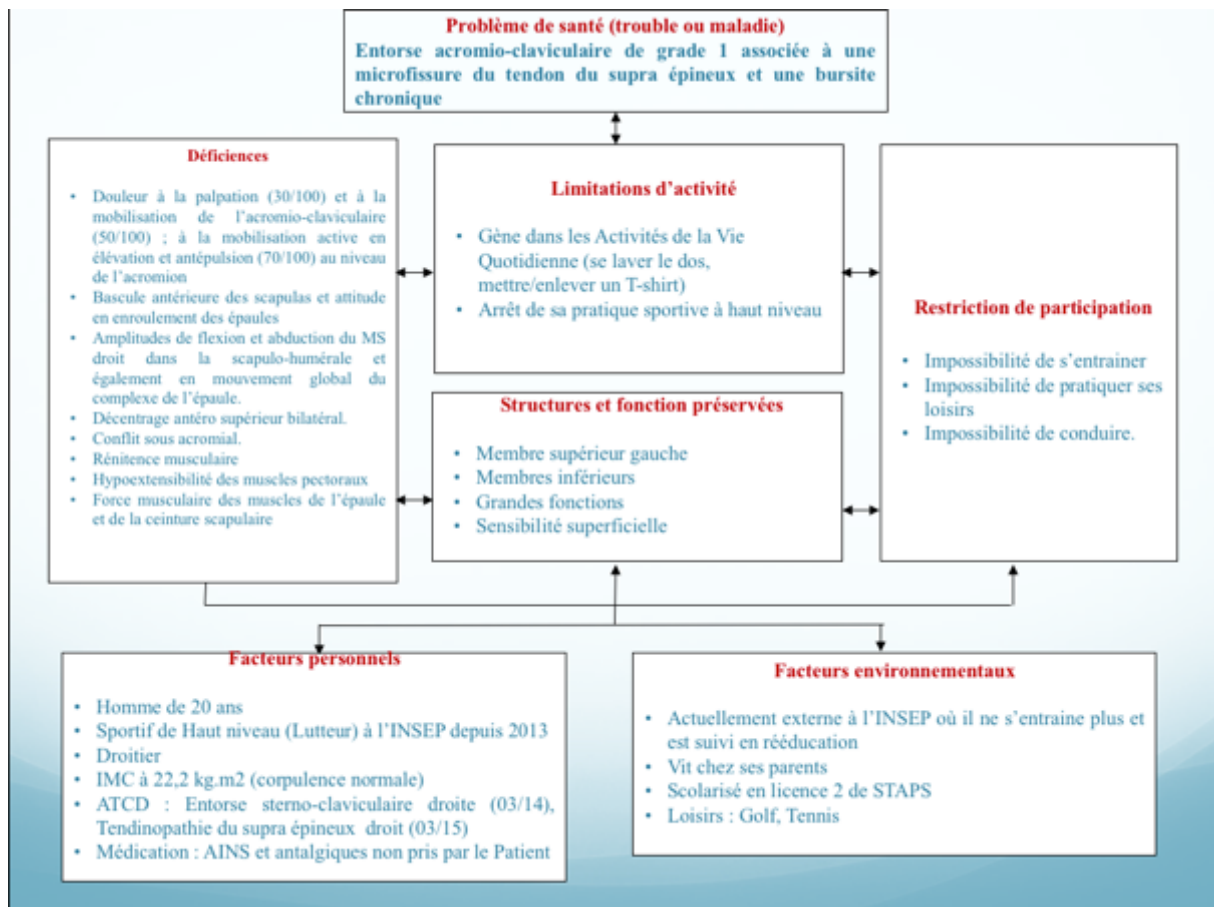 Problème de santé (trouble ou maladie)
Entorse acromio-claviculaire de grade 1 associée à une
microfissure du tendon du supra épineux et une bursite
chronique
Déficiences
• Douleur à la palpation (30/100) et à la
mobilisation de l'acromio-claviculaire
(50/100) ; à la mobilisation active en
élévation et antépulsion (70/100) au niveau
de l'acromion
• Bascule antérieure des scapulas et attitude
en enroulement des épaules
• Amplitudes de flexion et abduction du MS
droit dans la scapulo-humérale et
également en mouvement global du
complexe de l'épaule.
• Décentrage antéro supérieur bilatéral.
• Conflit sous acromial.
• Rénitence musculaire
• Hypoextensibilité des muscles pectoraux
• Force musculaire des muscles de l'épaule
et de la ceinture scapulaire
Limitations d'activité
• Gène dans les Activités de la Vie
Quotidienne (se laver le dos,
mettre/enlever un T-shirt)
• Arrêt de sa pratique sportive à haut niveau
Structures et fonction préservées
• Membre supérieur gauche
• Membres inférieurs
• Grandes fonctions
• Sensibilité superficielle
Restriction de participation
• Impossibilité de s'entrainer
• Impossibilité de pratiquer ses
loisirs
• Impossibilité de conduire.
Facteurs personnels
• Homme de 20 ans
• Sportif de Haut niveau (Lutteur) à l'INSEP depuis 2013
• Droitier
• IMC à 22,2 kg.m2 (corpulence normale)
• ATCD : Entorse sterno-claviculaire droite (03/14),
Tendinopathie du supra épineux droit (03/15)
• Médication : AINS et antalgiques non pris par le Patient
Facteurs environnementaux
• Actuellement externe à l'INSEP où il ne s'entraine plus et
est suivi en rééducation
• Vit chez ses parents
• Scolarisé en licence 2 de STAPS
• Loisirs : Golf, Tennis